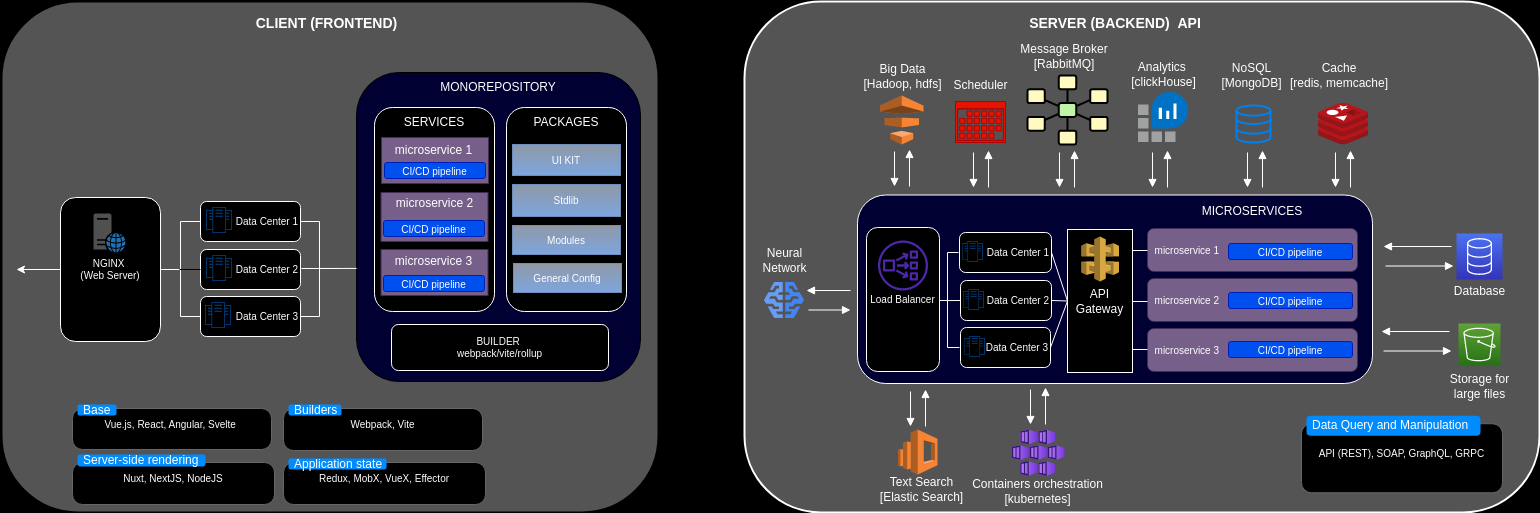 CLIENT (FRONTEND)
MONOREPOSITORY
SERVICES
microservice 1
CI/CD pipeline
microservice 2
CI/CD pipeline
microservice 3
CI/CD pipeline
PACKAGES
UI KIT
Stdlib
Modules
General Config
BUILDER
webpack/vite/rollup
NGINX
(Web Server)
Data Center 1
Data Center 2
Data Center 3
Base
Vue.js, React, Angular, Svelte
Builders
Webpack, Vite
Server-side rendering
Nuxt, NextJS, NodeJS
Application state
Redux, MobX, VueX, Effector
SERVER (BACKEND)  API
Big Data
[Hadoop, hdfs]
Scheduler
Message Broker
[RabbitMQ]
Analytics
[clickHouse]
NoSQL
[MongoDB]
Cache
[redis, memcache]
MICROSERVICES
Neural
Network
Load Balancer
Data Center 1
Data Center 2
Data Center 3
API
Gateway
microservice 1
CI/CD pipeline
microservice 2
CI/CD pipeline
microservice 3
CI/CD pipeline
Database
Storage for
large files
Text Search
[Elastic Search]
Containers orchestration
[kubernetes]
Data Query and Manipulation
API (REST), SOAP, GraphQL, GRPC